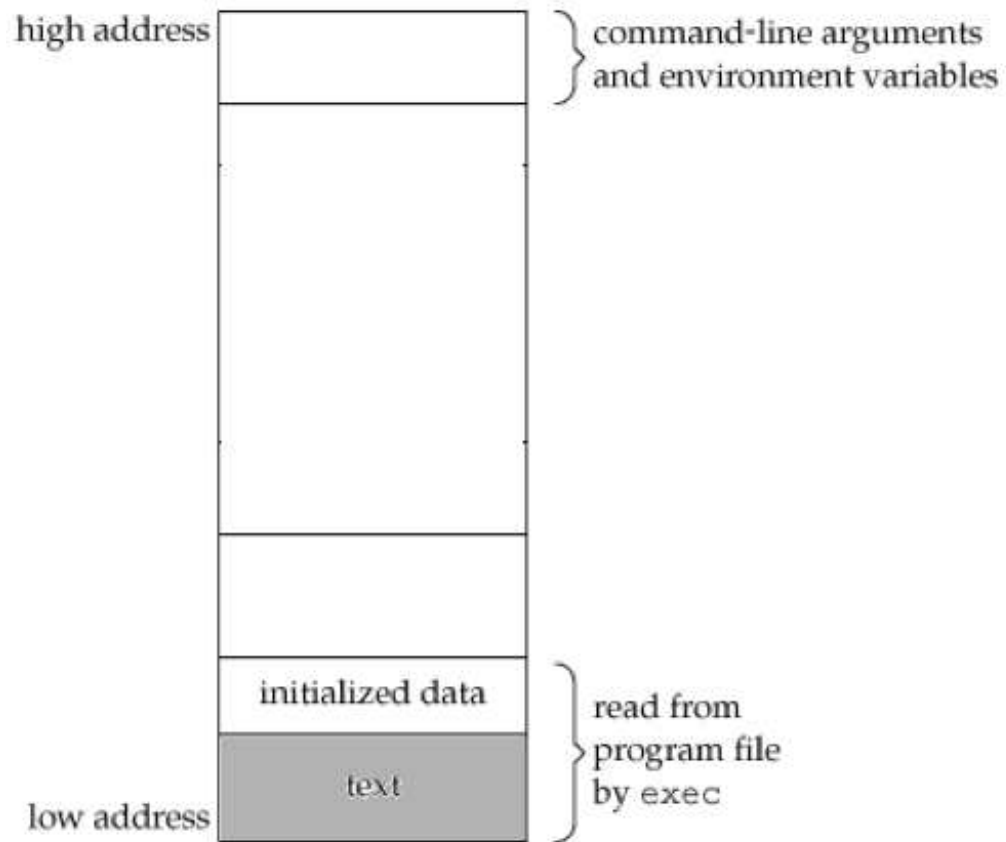 high address
command-line arguments
and environment variables
initialized data
read from
program file
by exec
text
low address